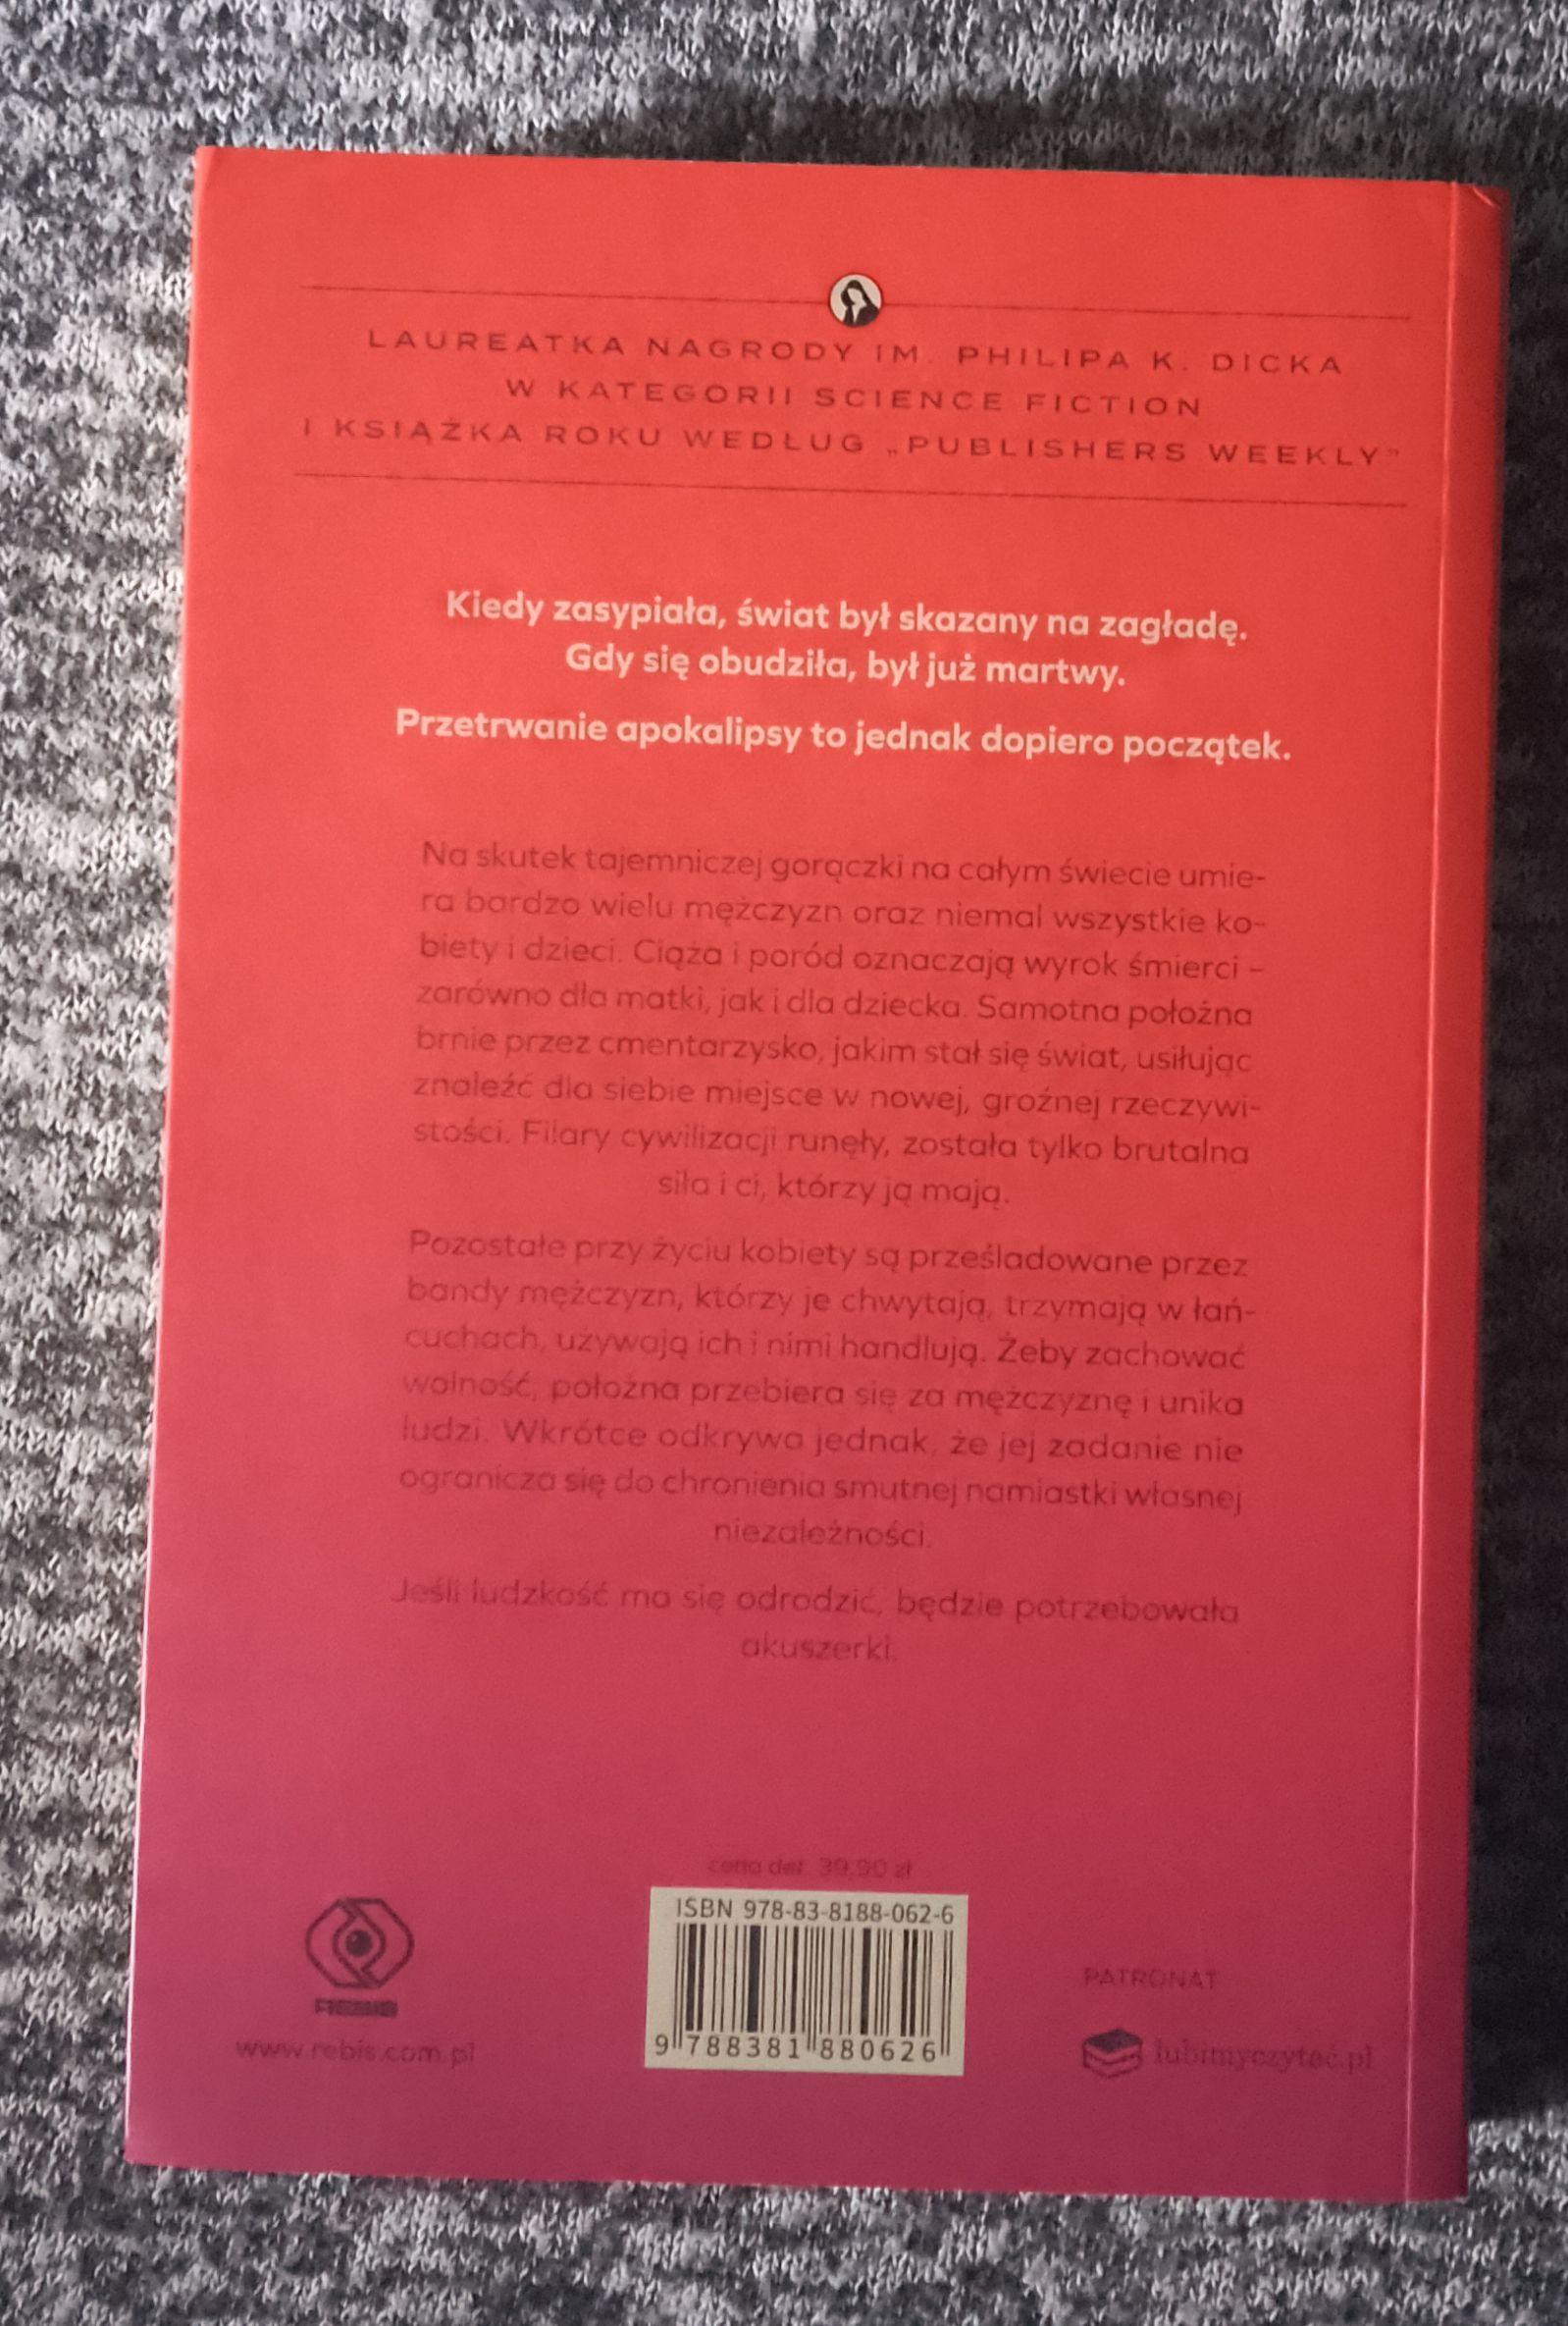 LAUREATKA NAGRODY IM. PHILIPA K. DICKA
W KATEGORII SCIENCE FICTION
I KSIĄŻKA ROKU WEDŁUG „PUBLISHERS WEEKLY”
Kiedy zasypiała, świat był skazany na zagładę.
Gdy się obudziła, był już martwy.
Przetrwanie apokalipsy to jednak dopiero początek.
Na skutek tajemniczej gorączki na całym świecie umie-
ra bardzo wielu mężczyzn oraz niemal wszystkie ko-
biety i dzieci. Ciąża i poród oznaczają wyrok śmierci –
zarówno dla matki, jak i dla dziecka. Samotna położna
brnie przez cmentarzysko, jakim stał się świat, usiłując
znaleźć dla siebie miejsce w nowej, groźnej rzeczywi-
stości. Filary cywilizacji runęły, została tylko brutalna
siła i ci, którzy ją mają.
Pozostałe przy życiu kobiety są prześladowane przez
bandy mężczyzn, którzy je chwytają, trzymają w łań-
cuchach, używają ich i nimi handlują. Żeby zachować
wolność, położna przebiera się za mężczyznę i unika
ludzi. Wkrótce odkrywa jednak, że jej zadanie nie
ogranicza się do chronienia smutnej namiastki własnej
niezależności.
Jeśli ludzkość ma się odrodzić, będzie potrzebowała
akuszerki.
cena det. 39,90 zł
ISBN 978-83-8188-062-6
9 788381 880626
REBIS
www.rebis.com.pl
PATRONAT
lubimyczytać.pl